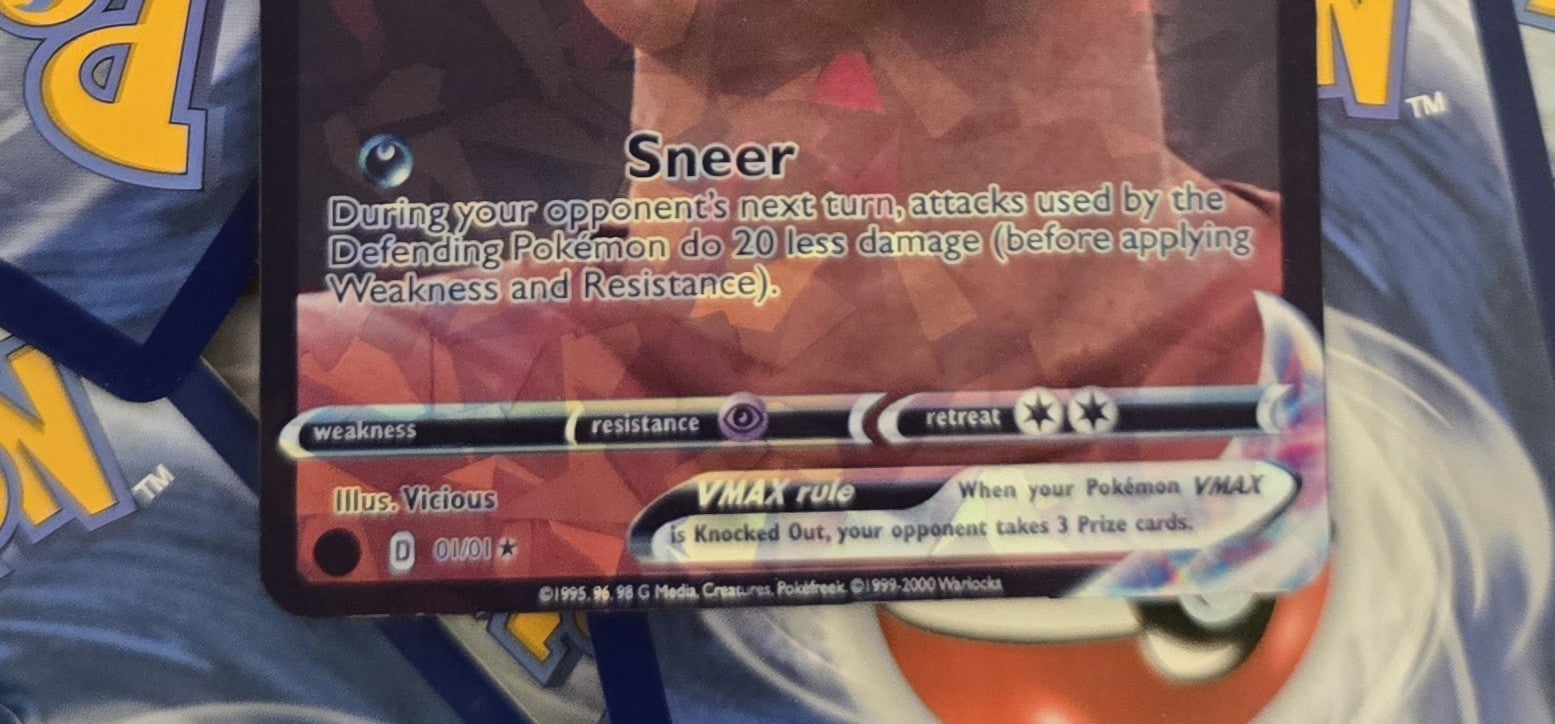 TM
Sneer
During your opponent's next turn, attacks used by the
Defending Pokémon do 20 less damage (before applying
Weakness and Resistance).
weakness
resistance
retreat
TM
Illus. Vicious
VMAX rule
When your Pokémon VMAX
is Knocked Out, your opponent takes 3 Prize cards.
D 01/01 ★
©1995, 96, 98 G Media, Creatures, Pokéfreek. ©1999-2000 Warlocks